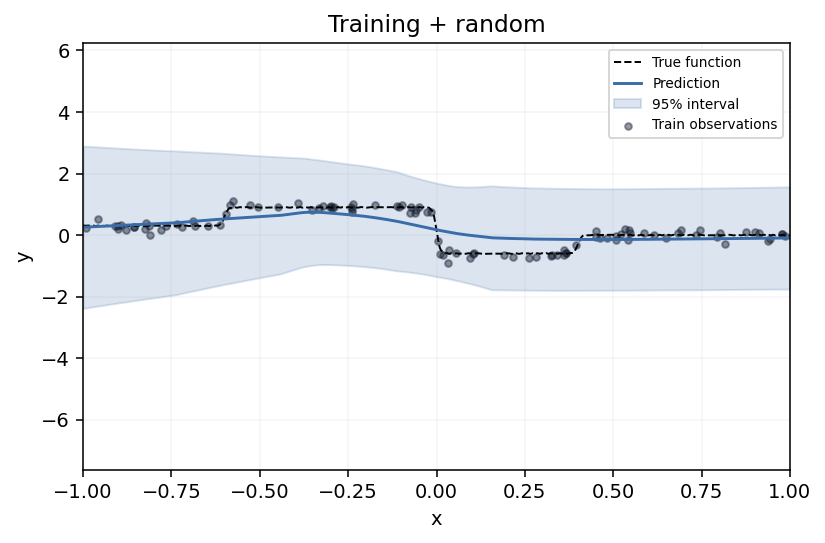 Training + random
6
4
2
0
−2
−4
−6
y
True function
Prediction
95% interval
Train observations
−1.00 −0.75 −0.50 −0.25 0.00 0.25 0.50 0.75 1.00
x